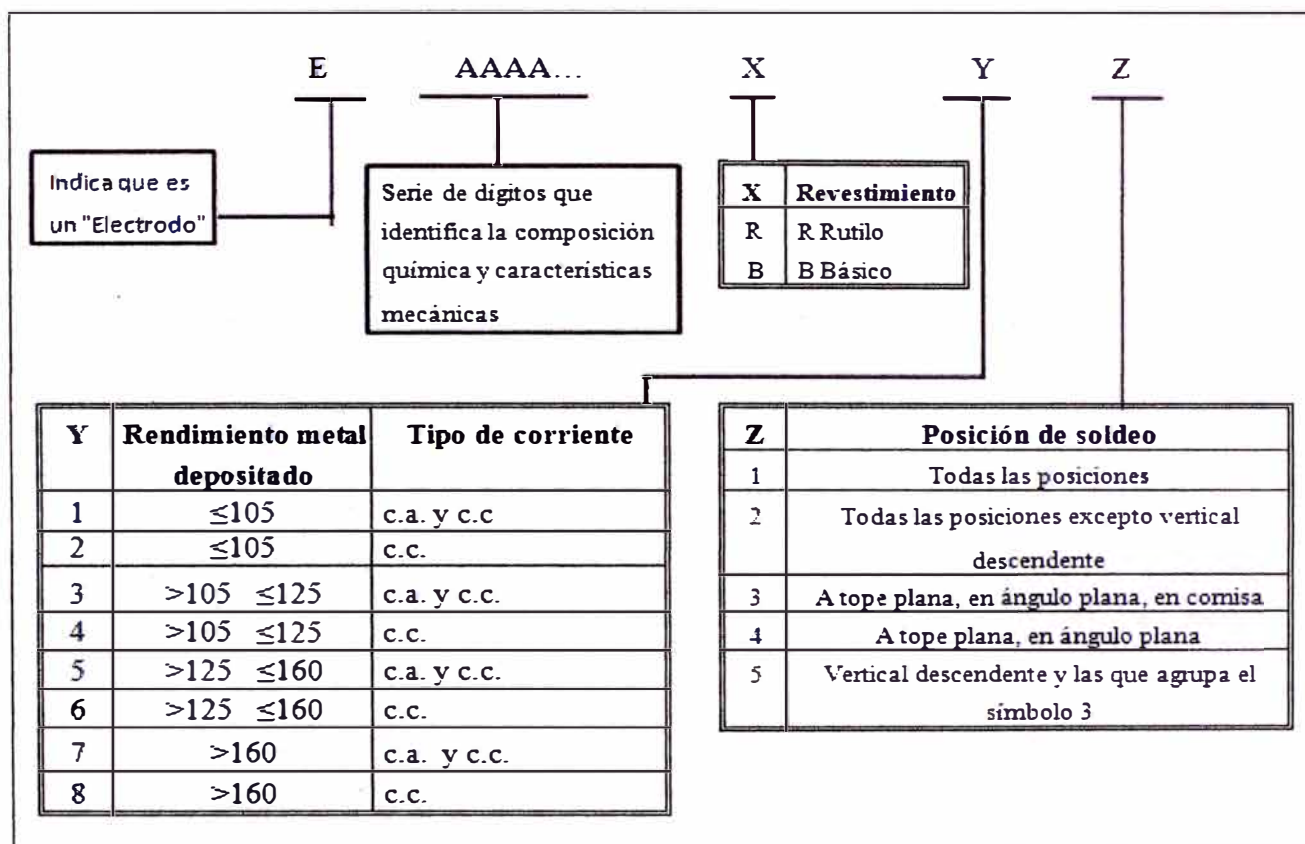 E AAAA... X Y Z
Indica que es
un "Electrodo"
Serie de dígitos que
identifica la composición
química y características
mecánicas
X Revestimiento
R R Rutilo
B B Básico
Y Rendimiento metal Tipo de corriente
depositado
1 ≤105 c.a. y c.c
2 ≤105 c.c.
3 >105 ≤125 c.a. y c.c.
4 >105 ≤125 c.c.
5 >125 ≤160 c.a. y c.c.
6 >125 ≤160 c.c.
7 >160 c.a. y c.c.
8 >160 c.c.
Z Posición de soldeo
1 Todas las posiciones
2 Todas las posiciones excepto vertical
descendente
3 A tope plana, en ángulo plana, en cornisa
4 A tope plana, en ángulo plana
5 Vertical descendente y las que agrupa el
símbolo 3